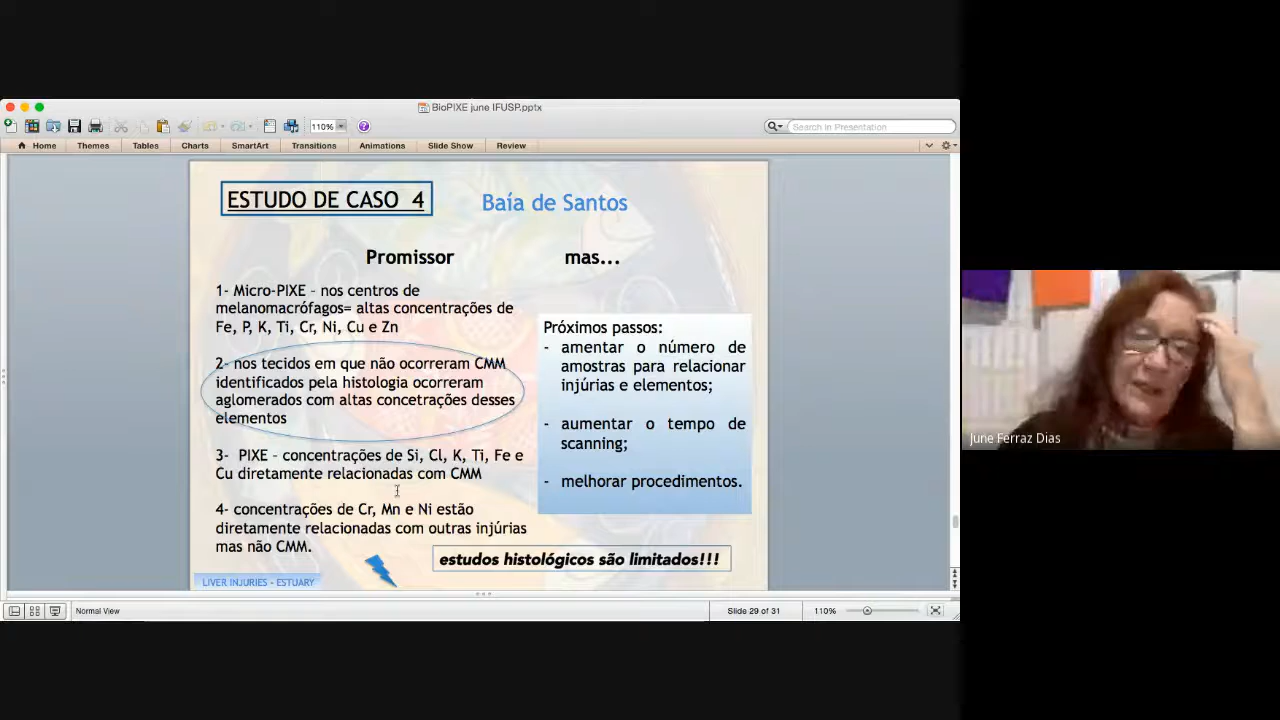 BioPIXE june IFUSP.pptx
110%
Search in Presentation
Home Themes Tables Charts SmartArt Transitions Animations Slide Show Review
ESTUDO DE CASO 4
Baía de Santos
Promissor
mas...
1- Micro-PIXE – nos centros de
melanomacrófagos= altas concentrações de
Fe, P, K, Ti, Cr, Ni, Cu e Zn
2- nos tecidos em que não ocorreram CMM
identificados pela histologia ocorreram
aglomerados com altas concetrações desses
elementos
3- PIXE – concentrações de Si, Cl, K, Ti, Fe e
Cu diretamente relacionadas com CMM
4- concentrações de Cr, Mn e Ni estão
diretamente relacionadas com outras injúrias
mas não CMM.
Próximos passos:
- amentar o número de
amostras para relacionar
injúrias e elementos;
- aumentar o tempo de
scanning;
- melhorar procedimentos.
estudos histológicos são limitados!!!
LIVER INJURIES - ESTUARY
Normal View
Slide 29 of 31
110%
June Ferraz Dias